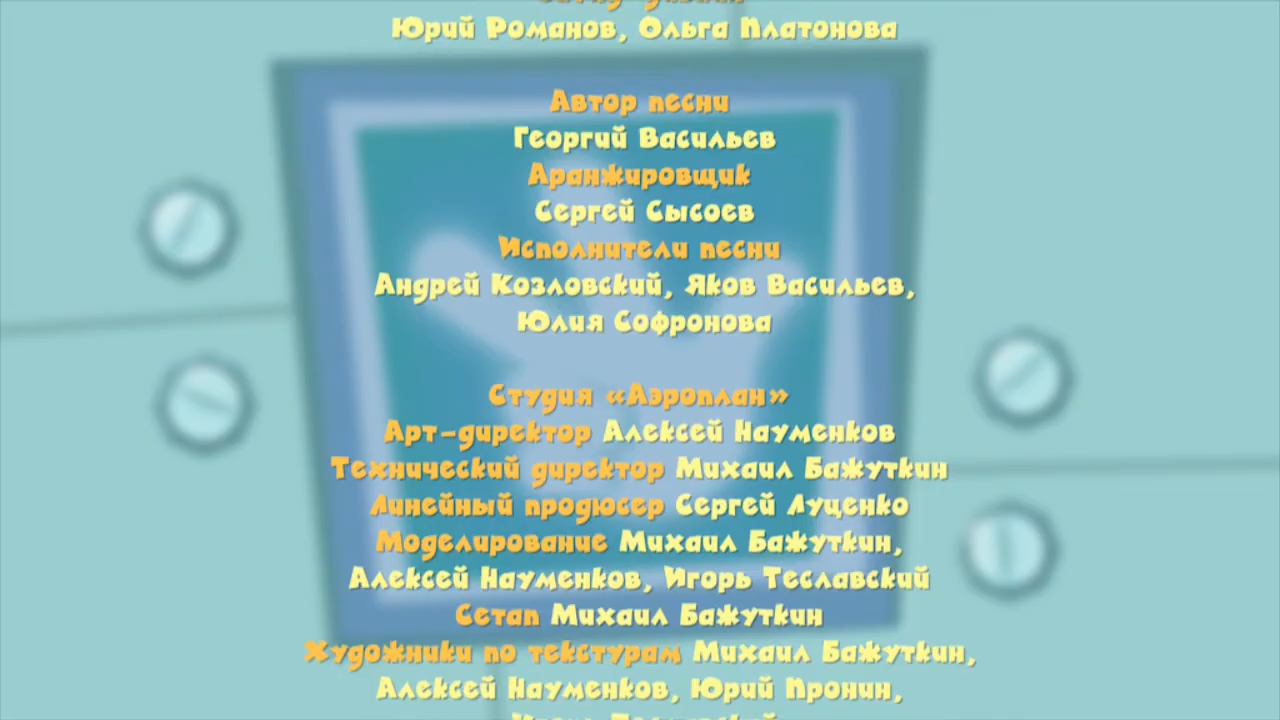 Юрий Романов, Ольга Платонова
Автор песни
Георгий Васильев
Аранжировщик
Сергей Сысоев
Исполнители песни
Андрей Козловский, Яков Васильев,
Юлия Софронова
Студия «Аэроплан»
Арт-директор Алексей Науменков
Технический директор Михаил Бажуткин
Линейный продюсер Сергей Луценко
Моделирование Михаил Бажуткин,
Алексей Науменков, Игорь Теславский
Сетап Михаил Бажуткин
Художники по текстурам Михаил Бажуткин,
Алексей Науменков, Юрий Пронин,